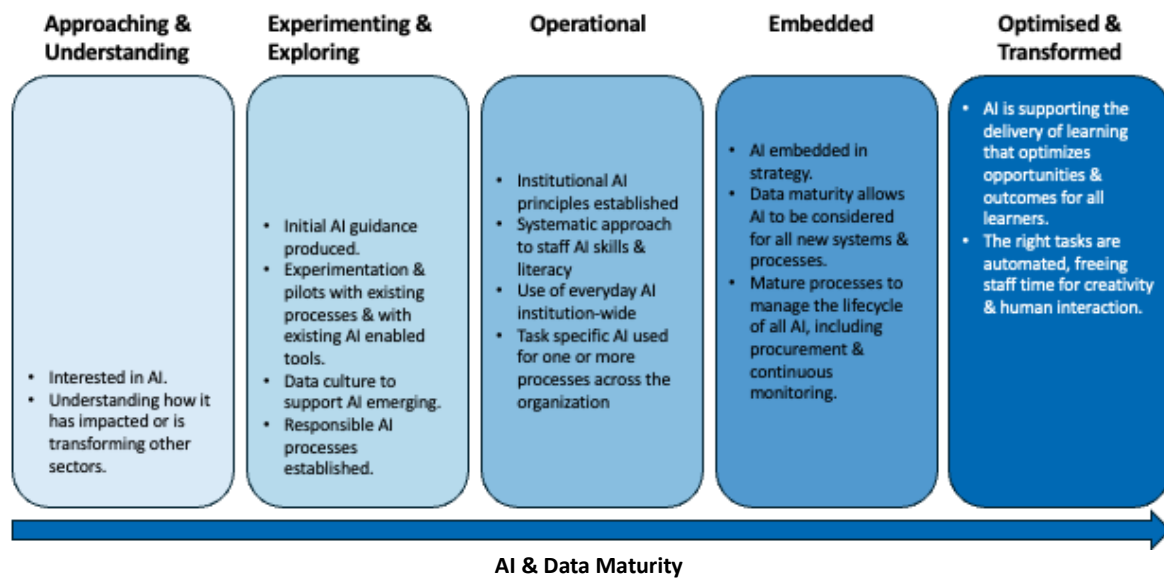 Approaching &
Understanding
Experimenting &
Exploring
Operational
Embedded
Optimised &
Transformed
• Interested in AI.
• Understanding how it
has impacted or is
transforming other
sectors.
• Initial AI guidance
produced.
• Experimentation &
pilots with existing
processes & with
existing AI enabled
tools.
• Data culture to
support AI emerging.
• Responsible AI
processes
established.
• Institutional AI
principles established
• Systematic approach
to staff AI skills &
literacy
• Use of everyday AI
institution-wide
• Task specific AI used
for one or more
processes across the
organization
• AI embedded in
strategy.
• Data maturity allows
AI to be considered
for all new systems &
processes.
• Mature processes to
manage the lifecycle
of all AI, including
procurement &
continuous
monitoring.
• AI is supporting the
delivery of learning
that optimizes
opportunities &
outcomes for all
learners.
• The right tasks are
automated, freeing
staff time for creativity
& human interaction.
AI & Data Maturity